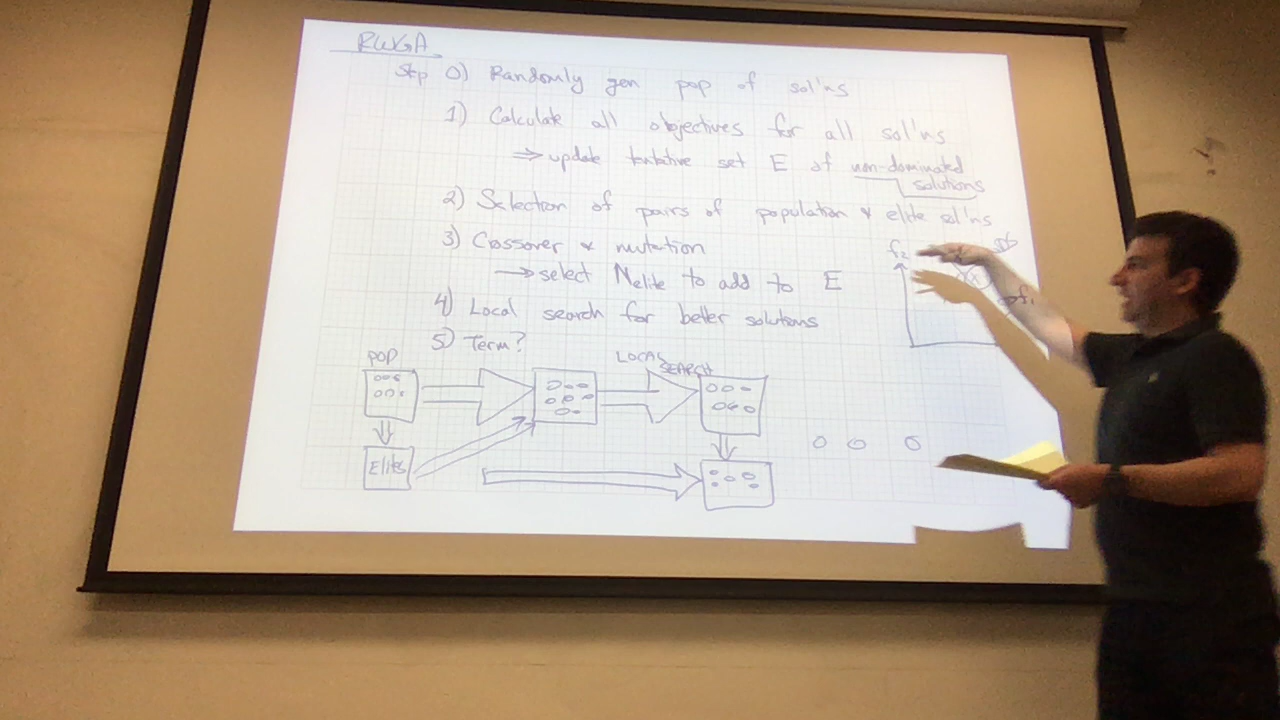 RWGA
Step 0) Randomly gen pop of sol'ns
1) Calculate all objectives for all sol'ns
⇒ update tentative set E of non-dominated
solutions
2) Selection of pairs of population & elite sol'ns
3) Crossover & mutation
→ select Nelite to add to E
4) Local search for better solutions
5) Term?
f2
f1
POP
LOCAL
SEARCH
Elites